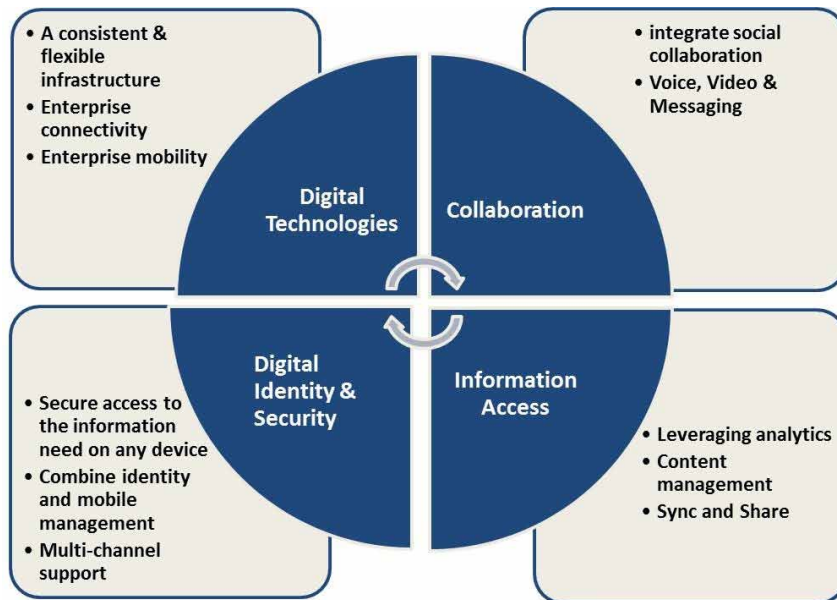 • A consistent &
flexible
infrastructure
• Enterprise
connectivity
• Enterprise mobility
• integrate social
collaboration
• Voice, Video &
Messaging
Digital
Technologies
Collaboration
Digital
Identity &
Security
Information
Access
• Secure access to
the information
need on any device
• Combine identity
and mobile
management
• Multi-channel
support
• Leveraging analytics
• Content
management
• Sync and Share